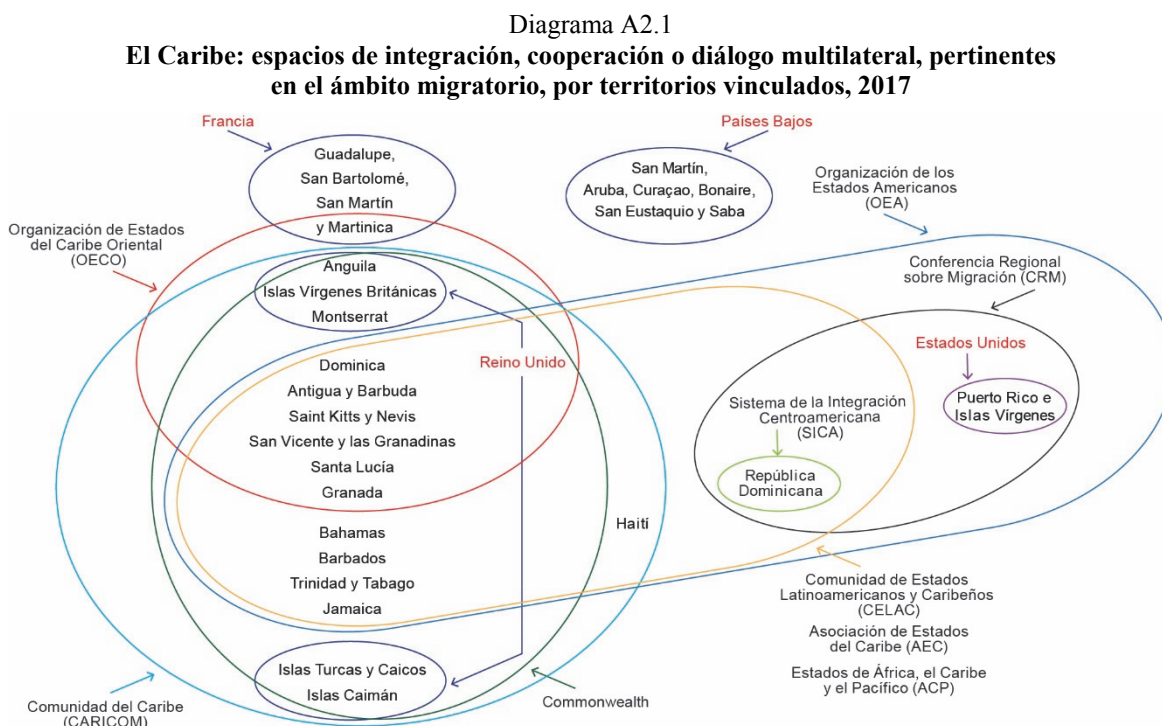 Diagrama A2.1
El Caribe: espacios de integración, cooperación o diálogo multilateral, pertinentes
en el ámbito migratorio, por territorios vinculados, 2017
Francia
Guadalupe,
San Bartolomé,
San Martín
y Martinica
Países Bajos
San Martín,
Aruba, Curaçao, Bonaire,
San Eustaquio y Saba
Organización de los
Estados Americanos
(OEA)
Organización de Estados
del Caribe Oriental
(OECO)
Conferencia Regional
sobre Migración (CRM)
Anguila
Islas Vírgenes Británicas
Montserrat
Reino Unido
Estados Unidos
Puerto Rico e
Islas Vírgenes
Dominica
Antigua y Barbuda
Saint Kitts y Nevis
San Vicente y las Granadinas
Santa Lucía
Granada
Sistema de la Integración
Centroamericana
(SICA)
República
Dominicana
Haití
Bahamas
Barbados
Trinidad y Tabago
Jamaica
Comunidad de Estados
Latinoamericanos y Caribeños
(CELAC)
Asociación de Estados
del Caribe (AEC)
Estados de África, el Caribe
y el Pacífico (ACP)
Islas Turcas y Caicos
Islas Caimán
Commonwealth
Comunidad del Caribe
(CARICOM)